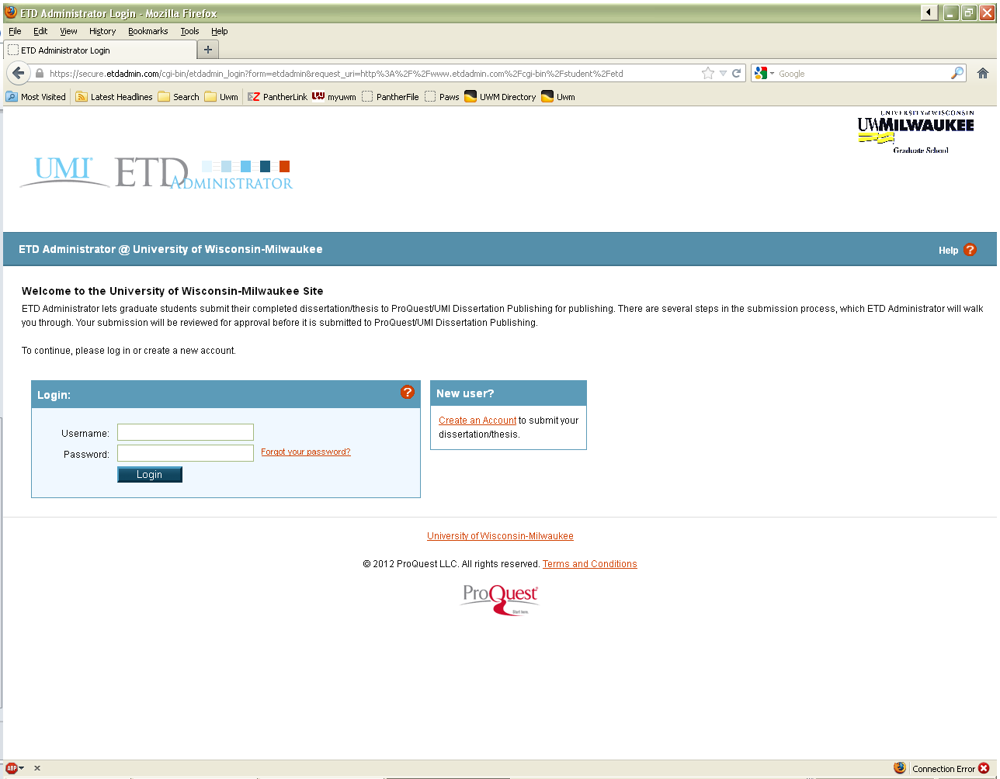 ETD Administrator Login - Mozilla Firefox
File Edit View History Bookmarks Tools Help
ETD Administrator Login
https://secure.etdadmin.com/cgi-bin/etdadmin_login?form=etdadmin&request_uri=http%3A%2F%2Fwww.etdadmin.com%2Fcgi-bin%2Fstudent%2Fetd Google
Most Visited Latest Headlines Search Uwm PantherLink myuwm PantherFile Paws UWM Directory Uwm
UNIVERSITY of WISCONSIN
UWMILWAUKEE
Graduate School
UMI ETD ADMINISTRATOR
ETD Administrator @ University of Wisconsin-Milwaukee Help ?
Welcome to the University of Wisconsin-Milwaukee Site
ETD Administrator lets graduate students submit their completed dissertation/thesis to ProQuest/UMI Dissertation Publishing for publishing. There are several steps in the submission process, which ETD Administrator will walk
you through. Your submission will be reviewed for approval before it is submitted to ProQuest/UMI Dissertation Publishing.
To continue, please log in or create a new account.
Login: ?
Username:
Password: Forgot your password?
Login
New user?
Create an Account to submit your
dissertation/thesis.
University of Wisconsin-Milwaukee
© 2012 ProQuest LLC. All rights reserved. Terms and Conditions
ProQuest
Start here.
ABP Connection Error